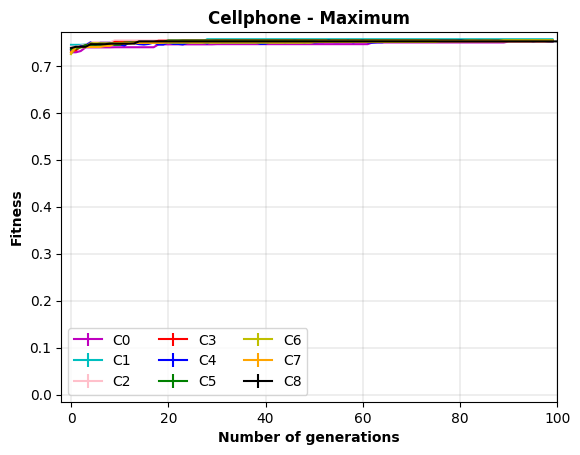 Cellphone - Maximum
Fitness
0.7
0.6
0.5
0.4
0.3
0.2
0.1
0.0
C0 C3 C6
C1 C4 C7
C2 C5 C8
0 20 40 60 80 100
Number of generations